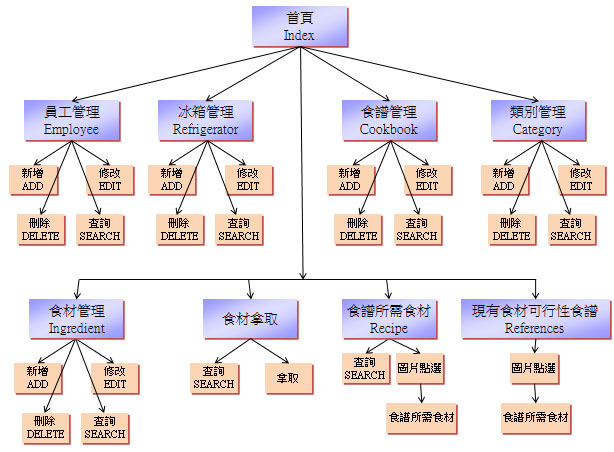 首頁
Index
員工管理
Employee
冰箱管理
Refrigerator
食譜管理
Cookbook
類別管理
Category
新增
ADD
修改
EDIT
新增
ADD
修改
EDIT
新增
ADD
修改
EDIT
新增
ADD
修改
EDIT
刪除
DELETE
查詢
SEARCH
刪除
DELETE
查詢
SEARCH
刪除
DELETE
查詢
SEARCH
刪除
DELETE
查詢
SEARCH
食材管理
Ingredient
食材拿取
食譜所需食材
Recipe
現有食材可行性食譜
References
新增
ADD
修改
EDIT
查詢
SEARCH
拿取
查詢
SEARCH
圖片點選
圖片點選
刪除
DELETE
查詢
SEARCH
食譜所需食材
食譜所需食材